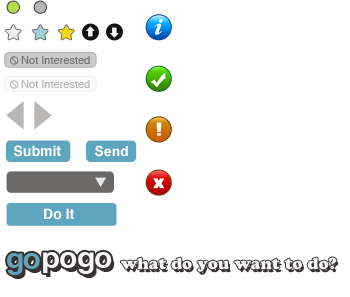 Not Interested
Not Interested
Submit Send
Do It
gopogo what do you want to do?